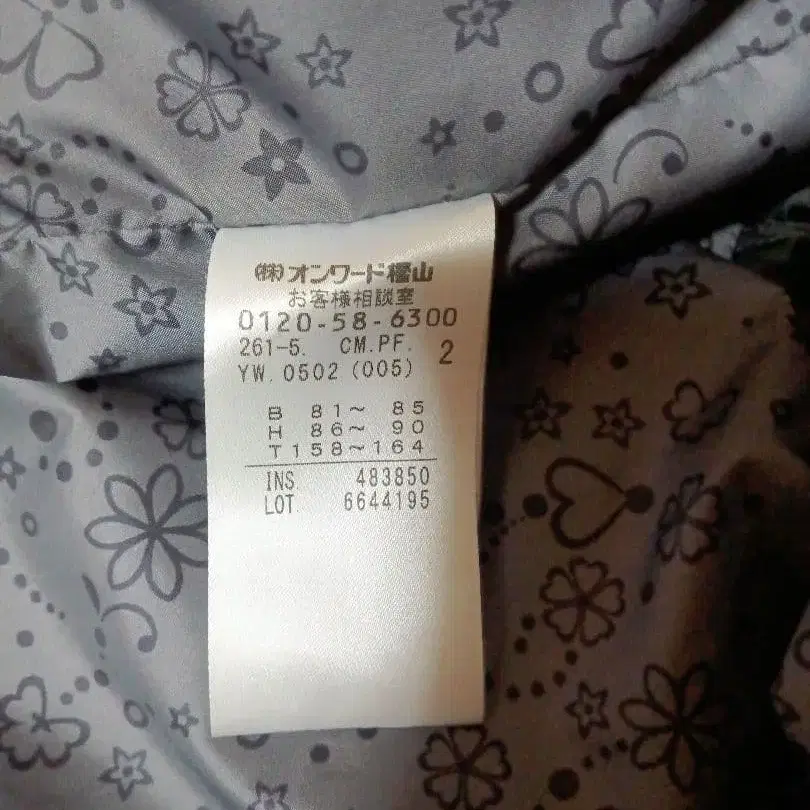 (株)オンワード樫山
お客様相談室
0120-58-6300
261-5. CM.PF. 2
YW. 0502 (005)
B 81~ 85
H 86~ 90
T158~164
INS 483850
LOT 6644195